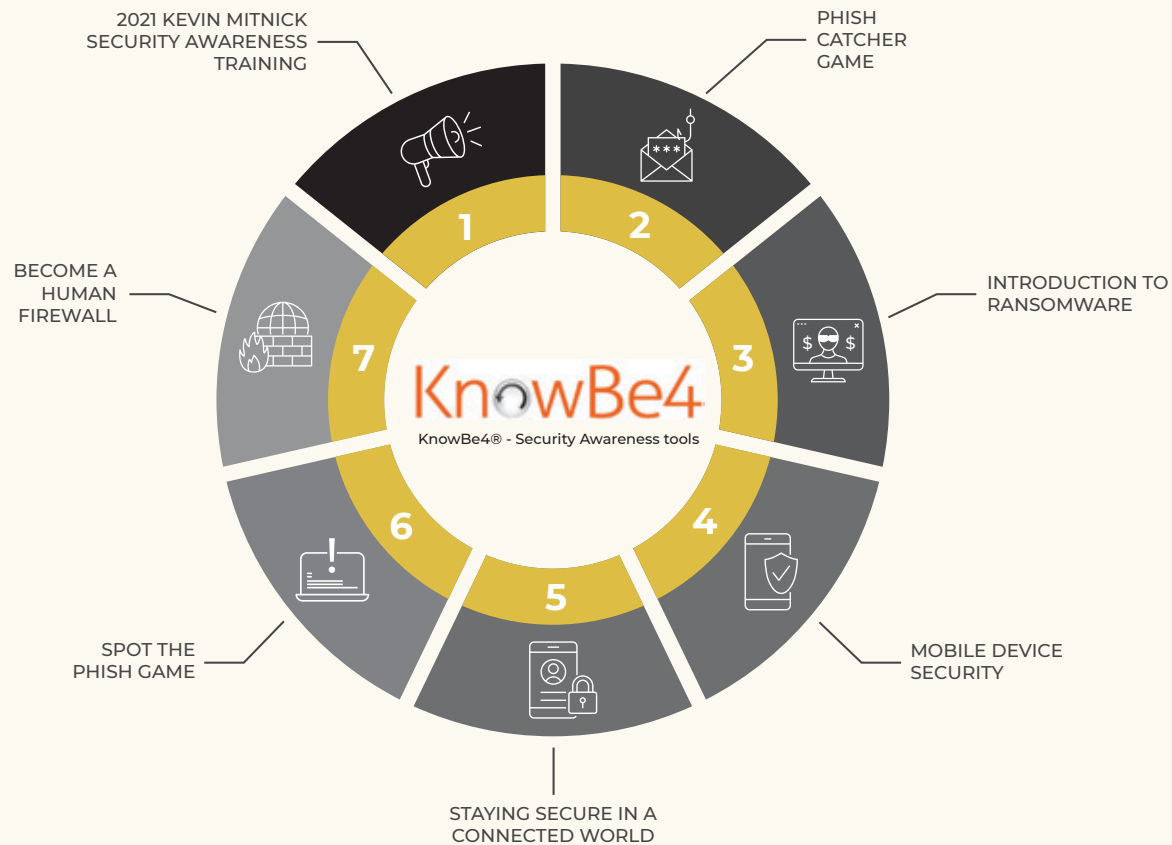 2021 KEVIN MITNICK
SECURITY AWARENESS
TRAINING
PHISH
CATCHER
GAME
***
1
2
BECOME A
HUMAN
FIREWALL
INTRODUCTION TO
RANSOMWARE
$ $
7
3
KnowBe4
KnowBe4® - Security Awareness tools
6
4
5
SPOT THE
PHISH GAME
MOBILE DEVICE
SECURITY
STAYING SECURE IN A
CONNECTED WORLD